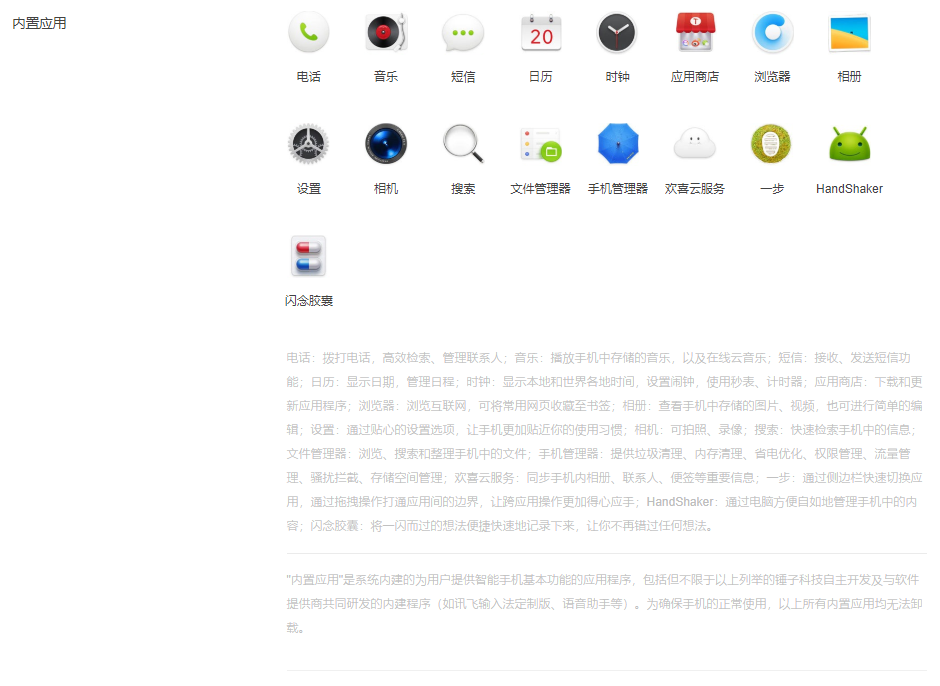 内置应用
20
T
电话 音乐 短信 日历 时钟 应用商店 浏览器 相册
设置 相机 搜索 文件管理器 手机管理器 欢喜云服务 一步 HandShaker
闪念胶囊
电话：拨打电话，高效检索、管理联系人；音乐：播放手机中存储的音乐，以及在线云音乐；短信：接收、发送短信功
能；日历：显示日期，管理日程；时钟：显示本地和世界各地时间，设置闹钟，使用秒表、计时器；应用商店：下载和更
新应用程序；浏览器：浏览互联网，可将常用网页收藏至书签；相册：查看手机中存储的图片、视频，也可进行简单的编
辑；设置：通过贴心的设置选项，让手机更加贴近你的使用习惯；相机：可拍照、录像；搜索：快速检索手机中的信息；
文件管理器：浏览、搜索和整理手机中的文件；手机管理器：提供垃圾清理、内存清理、省电优化、权限管理、流量管
理、骚扰拦截、存储空间管理；欢喜云服务：同步手机内相册、联系人、便签等重要信息；一步：通过侧边栏快速切换应
用，通过拖拽操作打通应用间的边界，让跨应用操作更加得心应手；HandShaker：通过电脑方便自如地管理手机中的内
容；闪念胶囊：将一闪而过的想法便捷快速地记录下来，让你不再错过任何想法。
"内置应用"是系统内建的为用户提供智能手机基本功能的应用程序，包括但不限于以上列举的锤子科技自主开发及与软件
提供商共同研发的内建程序（如讯飞输入法定制版、语音助手等）。为确保手机的正常使用，以上所有内置应用均无法卸
载。